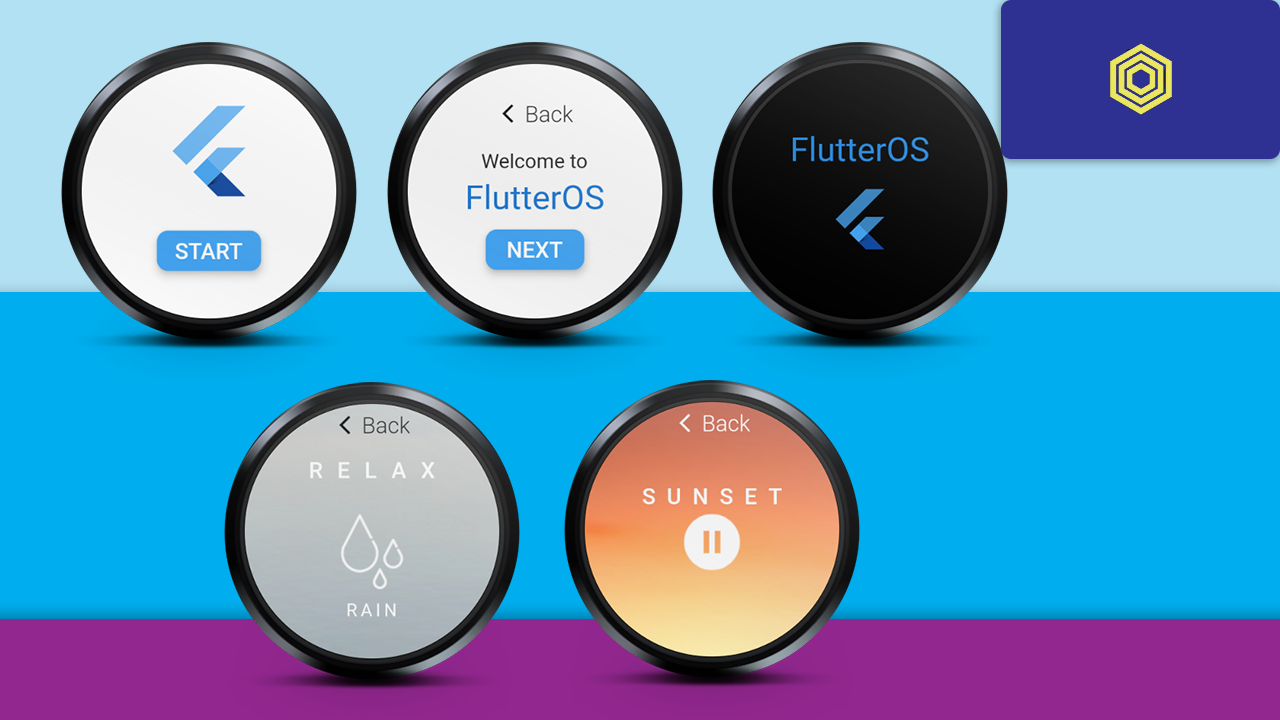 START
Back
Welcome to
FlutterOS
NEXT
FlutterOS
Back
RELAX
RAIN
Back
SUNSET